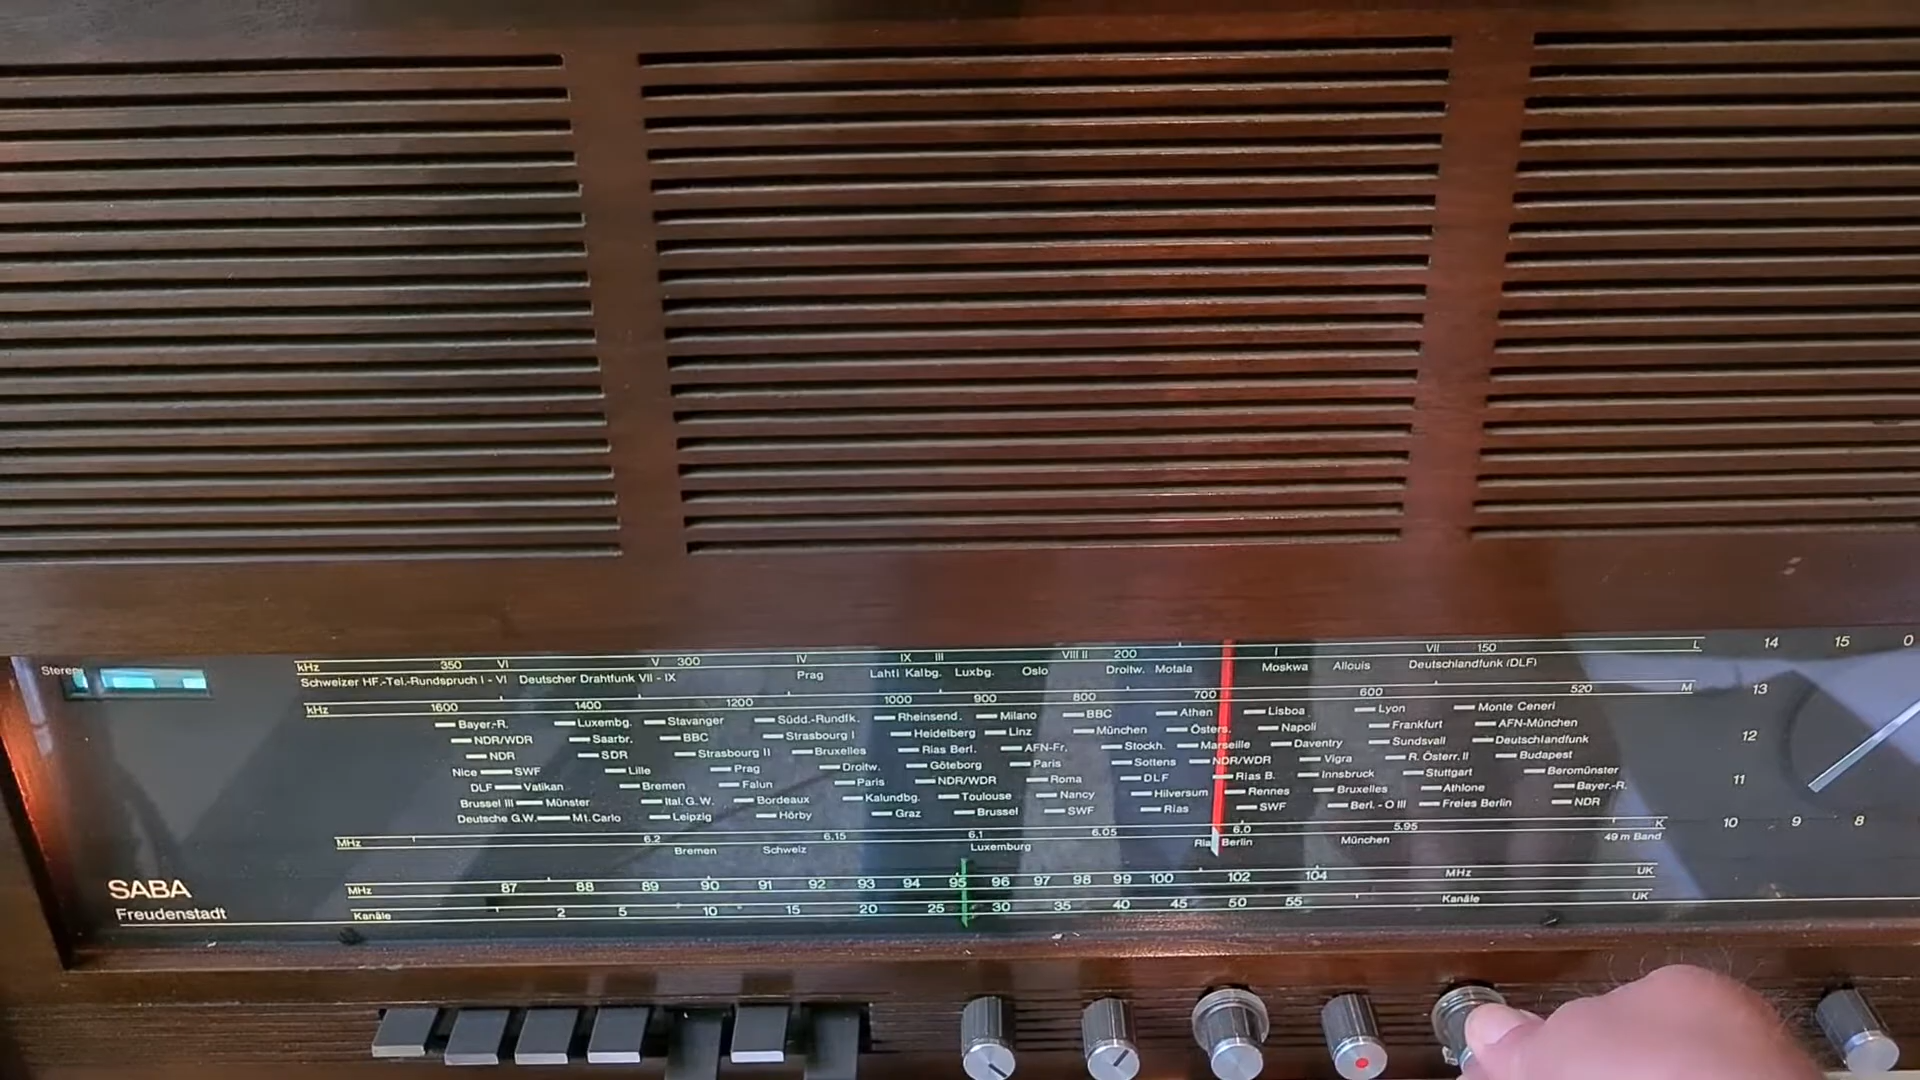 Stereo
kHz 350 VI V 300 IV IX III VIII II 200 I VII 150 L
Schweizer HF.-Tel.-Rundspruch I - VI Deutscher Drahtfunk VII - IX Prag Lahti Kalbg. Luxbg. Oslo Droitw. Motala Moskwa Allouis Deutschlandfunk (DLF)
kHz 1600 1400 1200 1000 900 800 700 600 520 M
Bayer.-R. Luxembg. Stavanger Südd.-Rundfk. Rheinsend. Milano BBC Athen Lisboa Lyon Monte Ceneri
NDR/WDR Saarbr. BBC Strasbourg I Heidelberg Linz München Österr. Napoli Frankfurt AFN-München
NDR SDR Strasbourg II Bruxelles Rias Berl. AFN-Fr. Stockh. Marseille Daventry Sundsvall Deutschlandfunk
Nice SWF Lille Prag Droitw. Göteborg Paris Sottens NDR/WDR Vigra R. Österr. II Budapest
DLF Vatikan Bremen Falun Paris NDR/WDR Roma DLF Rias B. Innsbruck Stuttgart Beromünster
Brussel III Münster Ital. G.W. Bordeaux Kalundbg. Toulouse Nancy Hilversum Rennes Bruxelles Athlone Bayer.-R.
Deutsche G.W. Mt. Carlo Leipzig Hörby Graz Brussel SWF Rias SWF Berl. - O III Freies Berlin NDR
MHz 6.2 6.15 6.1 6.05 6.0 5.95 K
Bremen Schweiz Luxemburg Berlin München 49 m Band
MHz 87 88 89 90 91 92 93 94 95 96 97 98 99 100 102 104 MHz UK
Kanäle 2 5 10 15 20 25 30 35 40 45 50 55 Kanäle UK
SABA
Freudenstadt
14 15 0
13
12
11
10 9 8